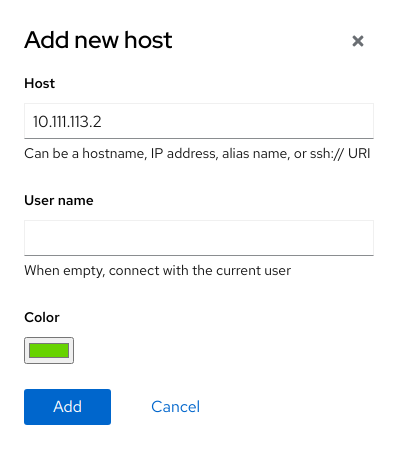 Add new host
Host
10.111.113.2
Can be a hostname, IP address, alias name, or ssh:// URI
User name
When empty, connect with the current user
Color
Add
Cancel